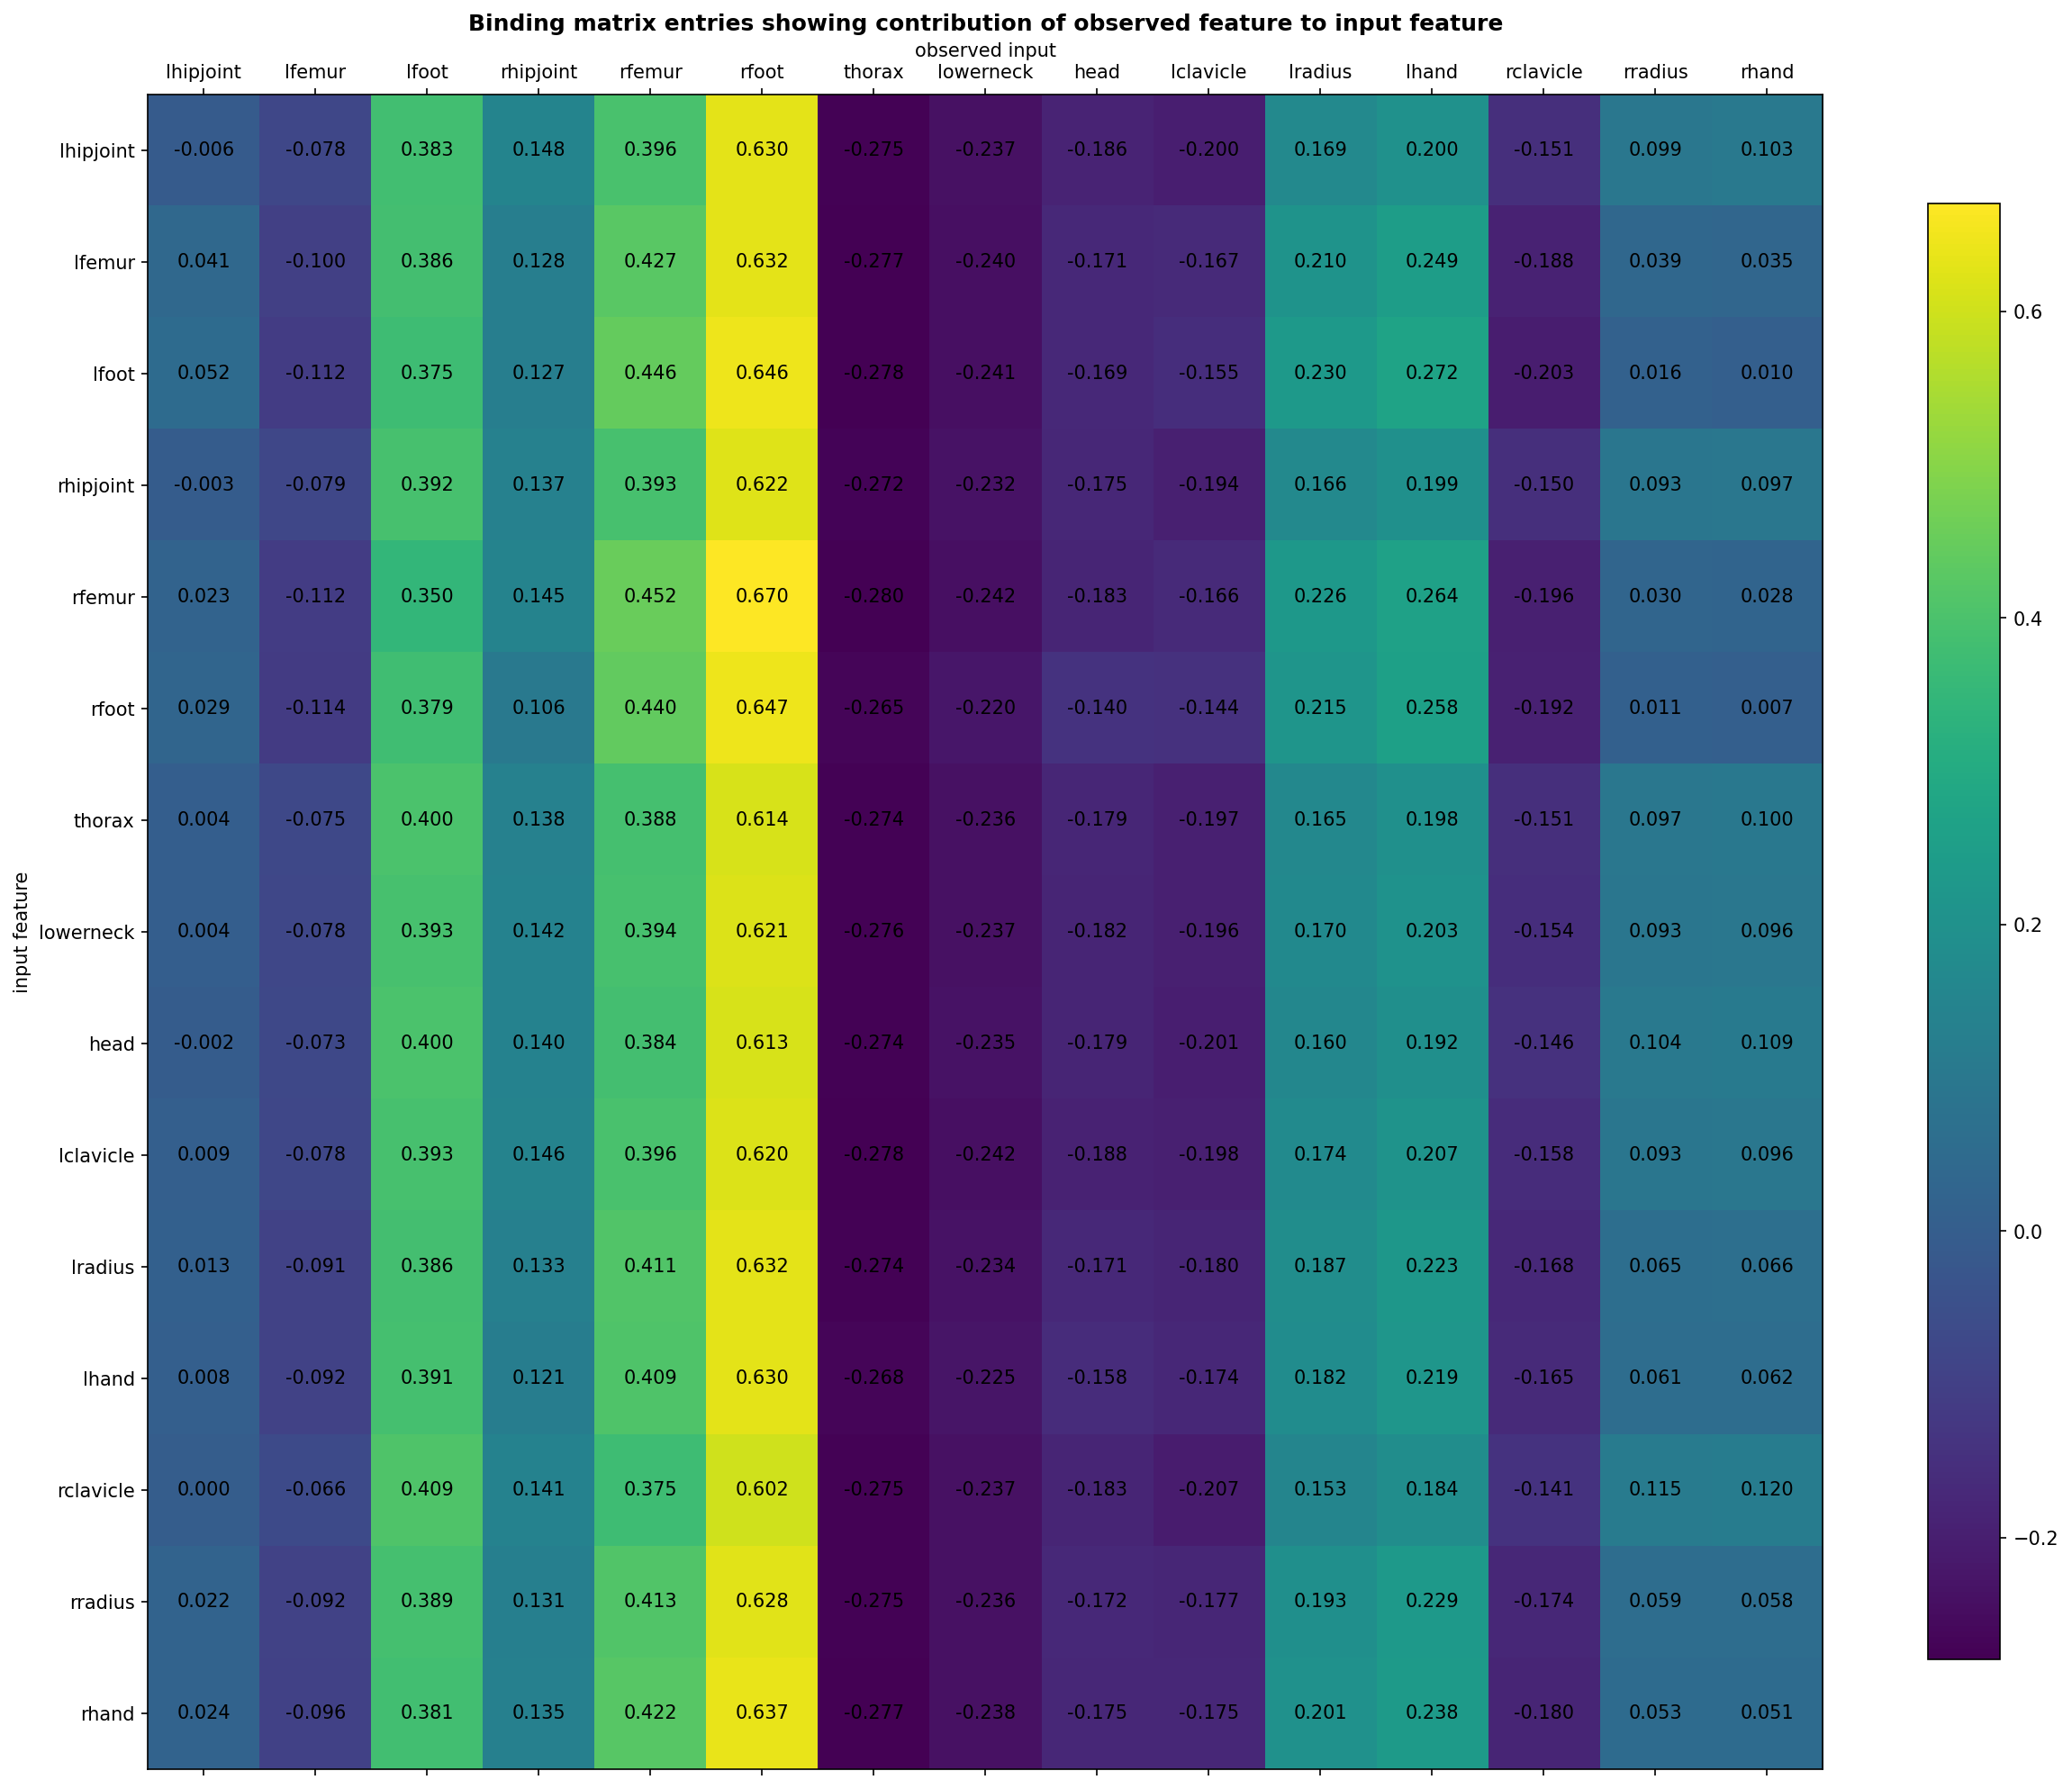 Binding matrix entries showing contribution of observed feature to input feature
observed input
lhipjoint lfemur lfoot rhipjoint rfemur rfoot thorax lowerneck head lclavicle lradius lhand rclavicle rradius rhand
lhipjoint -0.006 -0.078 0.383 0.148 0.396 0.630 -0.275 -0.237 -0.186 -0.200 0.169 0.200 -0.151 0.099 0.103
lfemur 0.041 -0.100 0.386 0.128 0.427 0.632 -0.277 -0.240 -0.171 -0.167 0.210 0.249 -0.188 0.039 0.035
lfoot 0.052 -0.112 0.375 0.127 0.446 0.646 -0.278 -0.241 -0.169 -0.155 0.230 0.272 -0.203 0.016 0.010
rhipjoint -0.003 -0.079 0.392 0.137 0.393 0.622 -0.272 -0.232 -0.175 -0.194 0.166 0.199 -0.150 0.093 0.097
rfemur 0.023 -0.112 0.350 0.145 0.452 0.670 -0.280 -0.242 -0.183 -0.166 0.226 0.264 -0.196 0.030 0.028
rfoot 0.029 -0.114 0.379 0.106 0.440 0.647 -0.265 -0.220 -0.140 -0.144 0.215 0.258 -0.192 0.011 0.007
thorax 0.004 -0.075 0.400 0.138 0.388 0.614 -0.274 -0.236 -0.179 -0.197 0.165 0.198 -0.151 0.097 0.100
lowerneck 0.004 -0.078 0.393 0.142 0.394 0.621 -0.276 -0.237 -0.182 -0.196 0.170 0.203 -0.154 0.093 0.096
head -0.002 -0.073 0.400 0.140 0.384 0.613 -0.274 -0.235 -0.179 -0.201 0.160 0.192 -0.146 0.104 0.109
lclavicle 0.009 -0.078 0.393 0.146 0.396 0.620 -0.278 -0.242 -0.188 -0.198 0.174 0.207 -0.158 0.093 0.096
lradius 0.013 -0.091 0.386 0.133 0.411 0.632 -0.274 -0.234 -0.171 -0.180 0.187 0.223 -0.168 0.065 0.066
lhand 0.008 -0.092 0.391 0.121 0.409 0.630 -0.268 -0.225 -0.158 -0.174 0.182 0.219 -0.165 0.061 0.062
rclavicle 0.000 -0.066 0.409 0.141 0.375 0.602 -0.275 -0.237 -0.183 -0.207 0.153 0.184 -0.141 0.115 0.120
rradius 0.022 -0.092 0.389 0.131 0.413 0.628 -0.275 -0.236 -0.172 -0.177 0.193 0.229 -0.174 0.059 0.058
rhand 0.024 -0.096 0.381 0.135 0.422 0.637 -0.277 -0.238 -0.175 -0.175 0.201 0.238 -0.180 0.053 0.051
input feature
0.6
0.4
0.2
0.0
−0.2